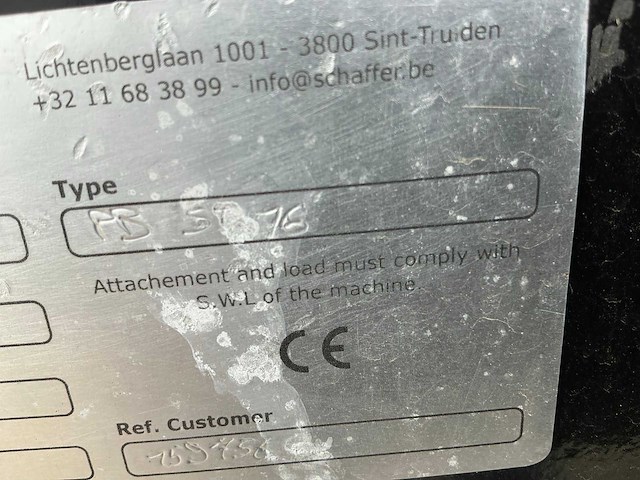 Lichtenberglaan 1001 - 3800 Sint-Truiden
+32 11 68 38 99 - info@schaffer.be
Type
Attachement and load must comply with
S.W.L of the machine
CE
Ref. Customer